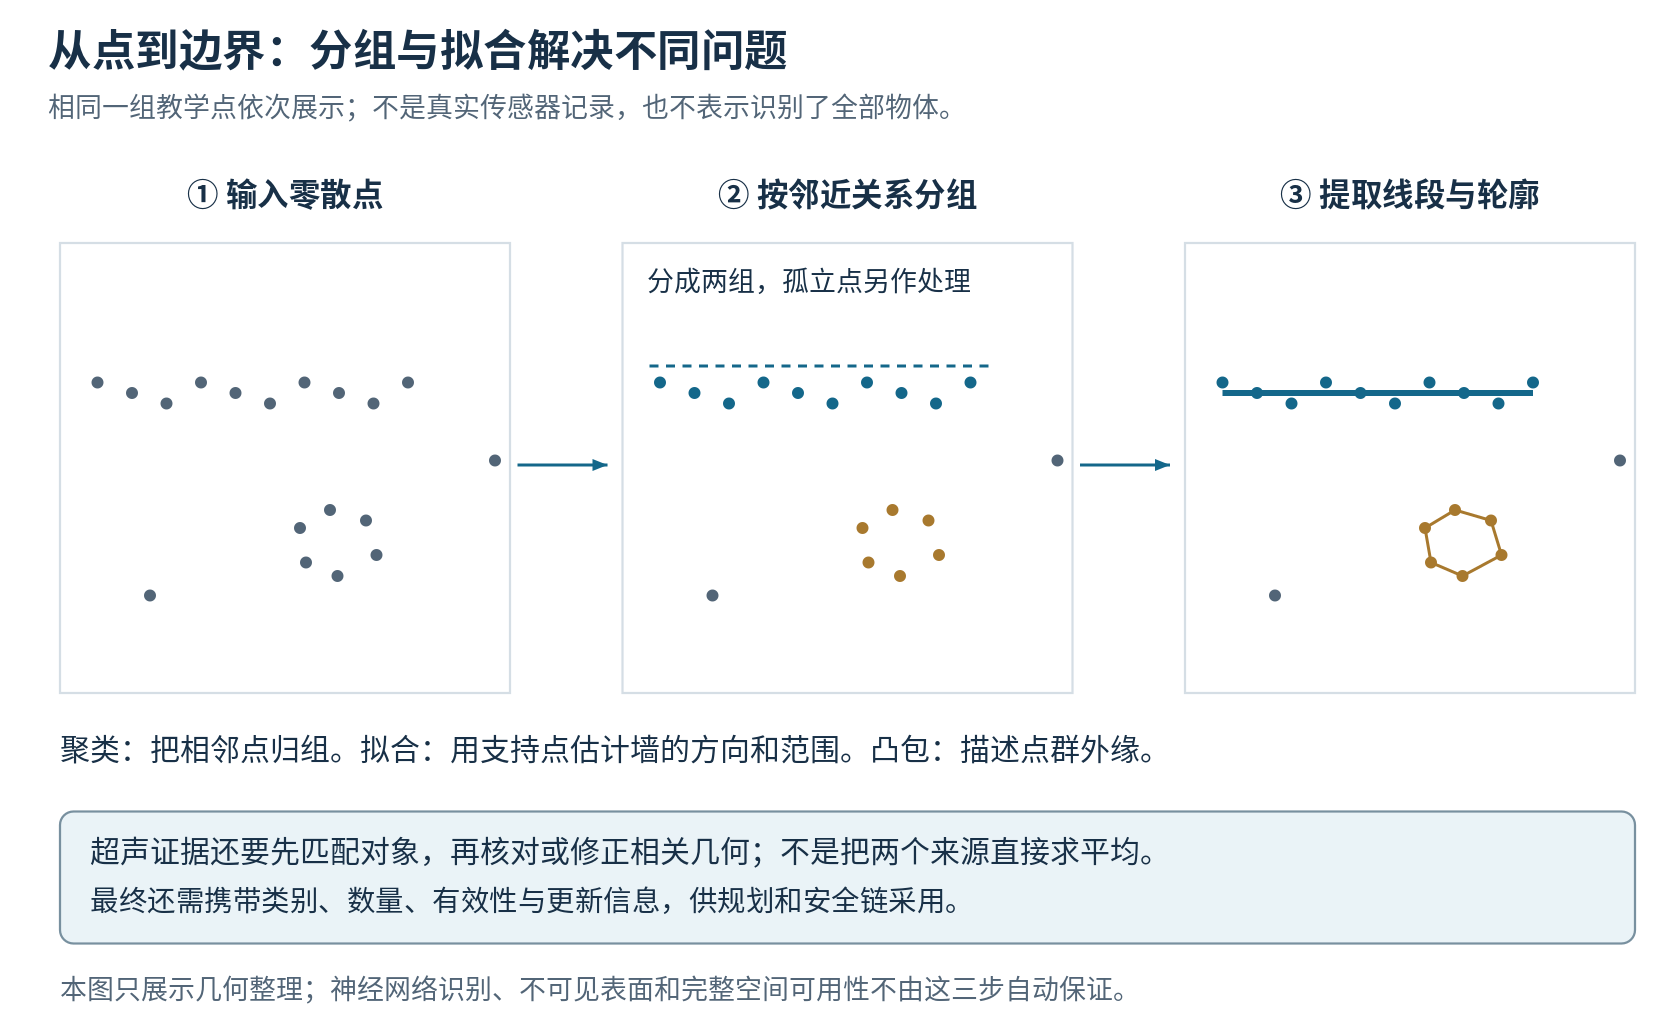 从点到边界：分组与拟合解决不同问题
相同一组教学点依次展示；不是真实传感器记录，也不表示识别了全部物体。
① 输入零散点
② 按邻近关系分组
③ 提取线段与轮廓
分成两组，孤立点另作处理
聚类：把相邻点归组。拟合：用支持点估计墙的方向和范围。凸包：描述点群外缘。
超声证据还要先匹配对象，再核对或修正相关几何；不是把两个来源直接求平均。
最终还需携带类别、数量、有效性与更新信息，供规划和安全链采用。
本图只展示几何整理；神经网络识别、不可见表面和完整空间可用性不由这三步自动保证。